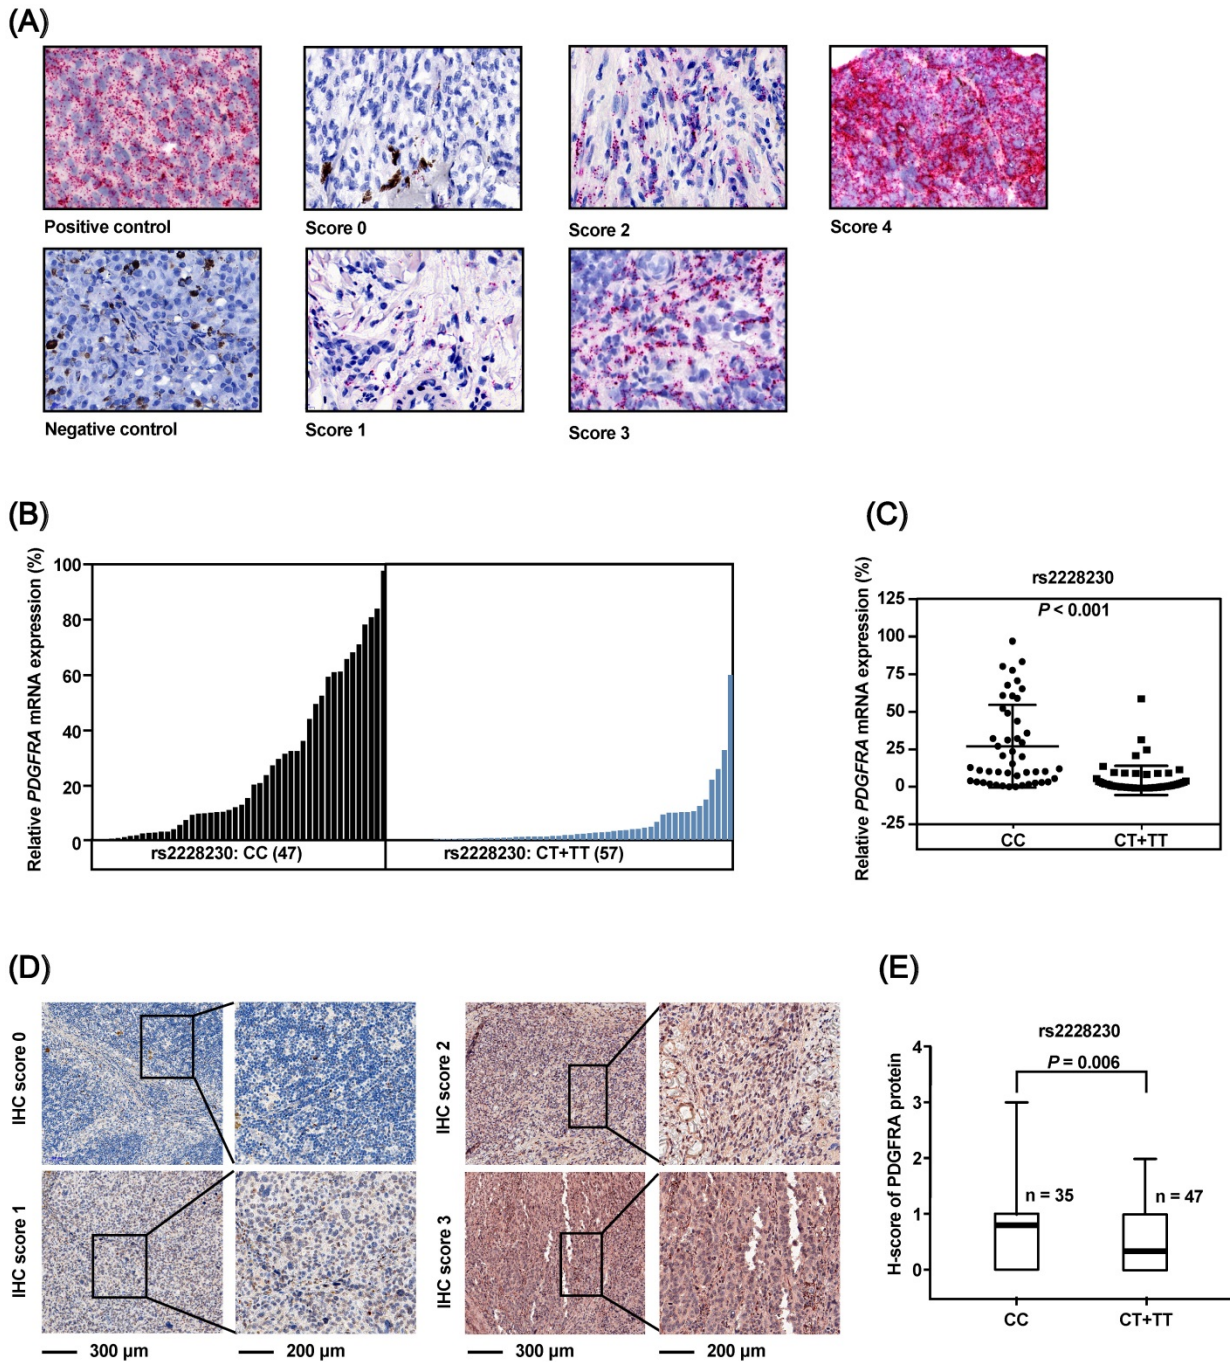 (A)
Positive control
Score 0
Score 2
Score 4
Negative control
Score 1
Score 3
(B)
Relative PDGFRA mRNA expression (%)
100
80
60
40
20
0
rs2228230: CC (47)
rs2228230: CT+TT (57)
(C)
rs2228230
P < 0.001
Relative PDGFRA mRNA expression (%)
125
100
75
50
25
0
-25
CC
CT+TT
(D)
IHC score 0
IHC score 1
IHC score 2
IHC score 3
300 µm
200 µm
300 µm
200 µm
(E)
rs2228230
P = 0.006
H-score of PDGFRA protein
4
3
2
1
0
n = 35
n = 47
CC
CT+TT